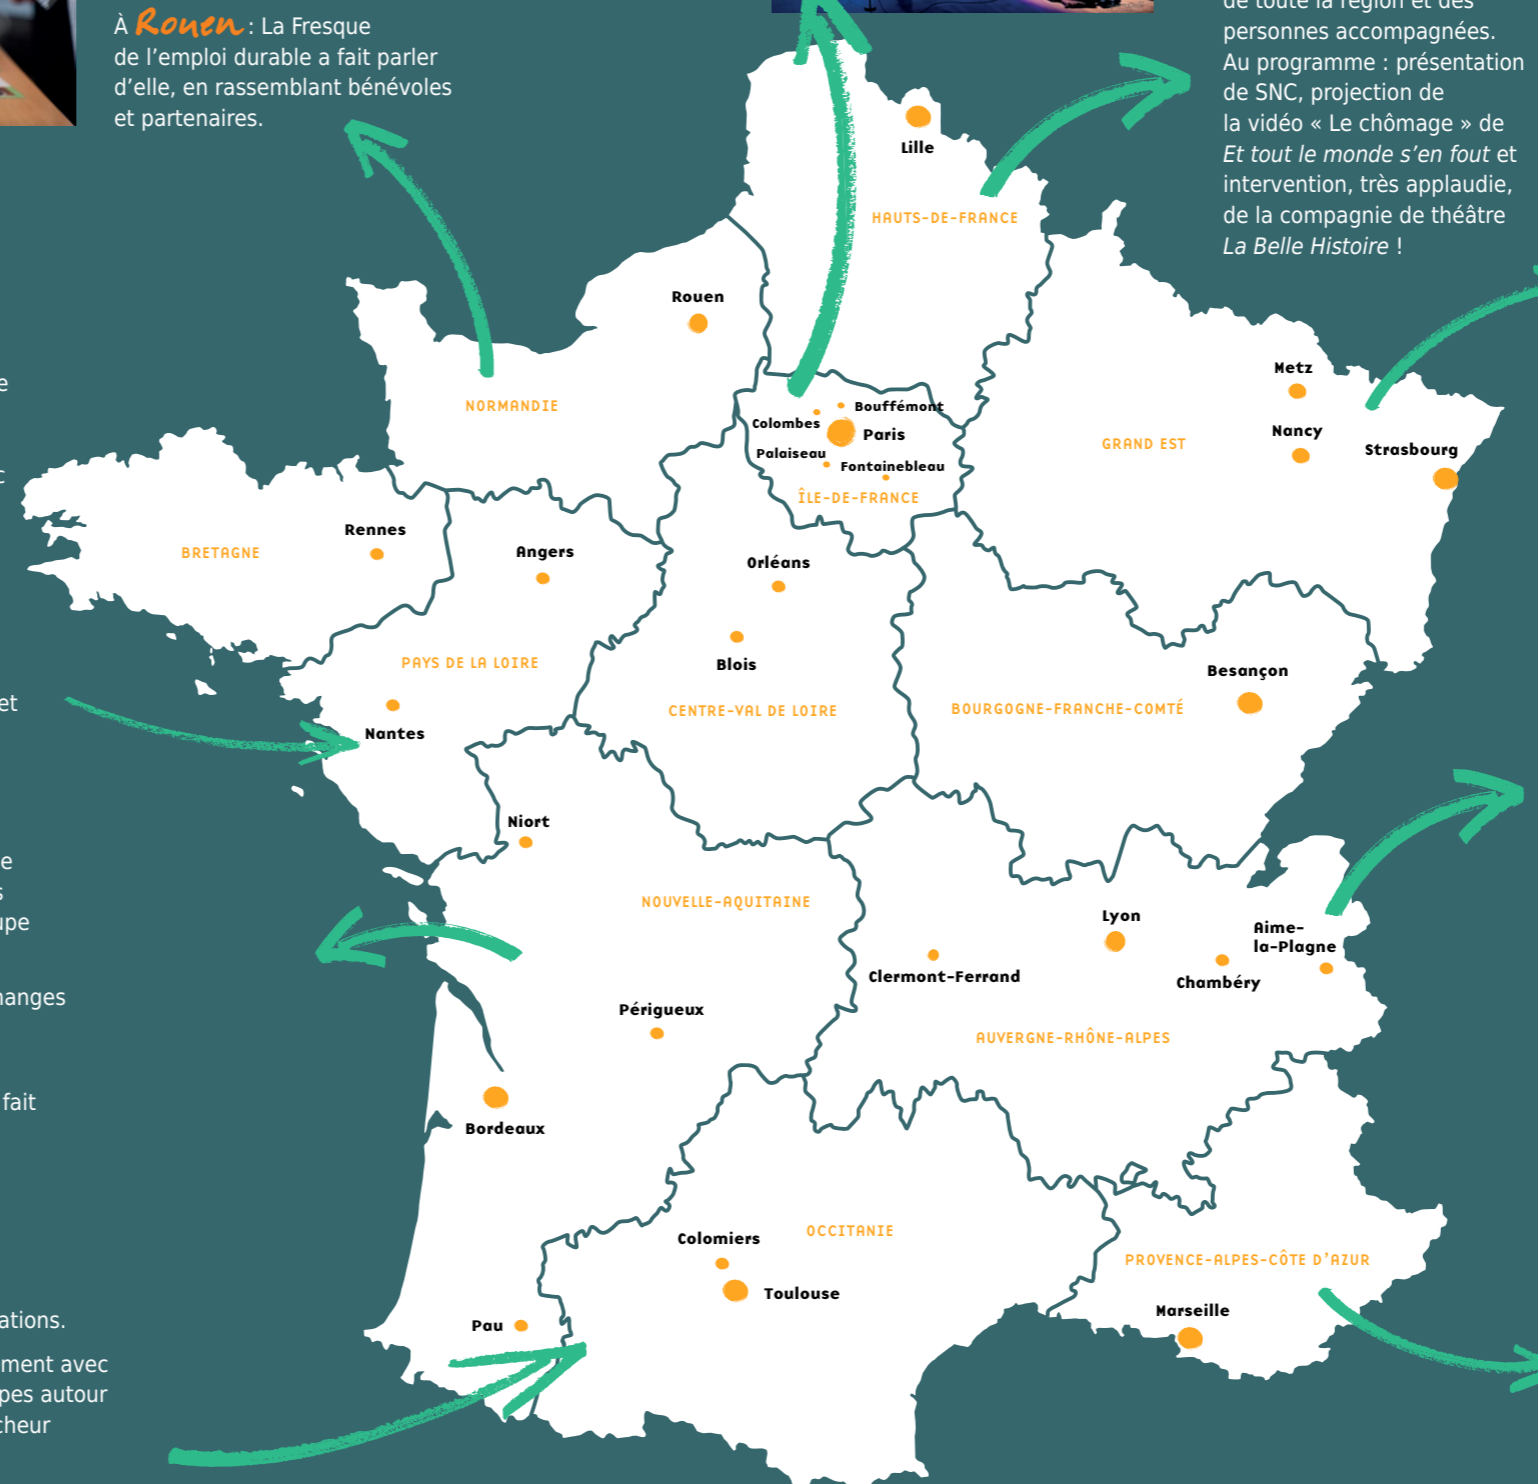 À Rouen : La Fresque
de l’emploi durable a fait parler
d’elle, en rassemblant bénévoles
et partenaires.
personnes accompagnées.
Au programme : présentation
de SNC, projection de
la vidéo « Le chômage » de
Et tout le monde s’en fout et
intervention, très applaudie,
de la compagnie de théâtre
La Belle Histoire !
Lille
HAUTS-DE-FRANCE
Rouen
NORMANDIE
Bouffémont
Colombes
Paris
Palaiseau
Fontainebleau
ÎLE-DE-FRANCE
Metz
Nancy
Strasbourg
GRAND EST
Rennes
BRETAGNE
Angers
PAYS DE LA LOIRE
Nantes
Orléans
Blois
CENTRE-VAL DE LOIRE
Besançon
BOURGOGNE-FRANCHE-COMTÉ
Niort
NOUVELLE-AQUITAINE
Périgueux
Bordeaux
Pau
Lyon
Aime-
la-Plagne
Clermont-Ferrand
Chambéry
AUVERGNE-RHÔNE-ALPES
Colomiers
OCCITANIE
Toulouse
PROVENCE-ALPES-CÔTE D’AZUR
Marseille
et
fait
ment avec
autour